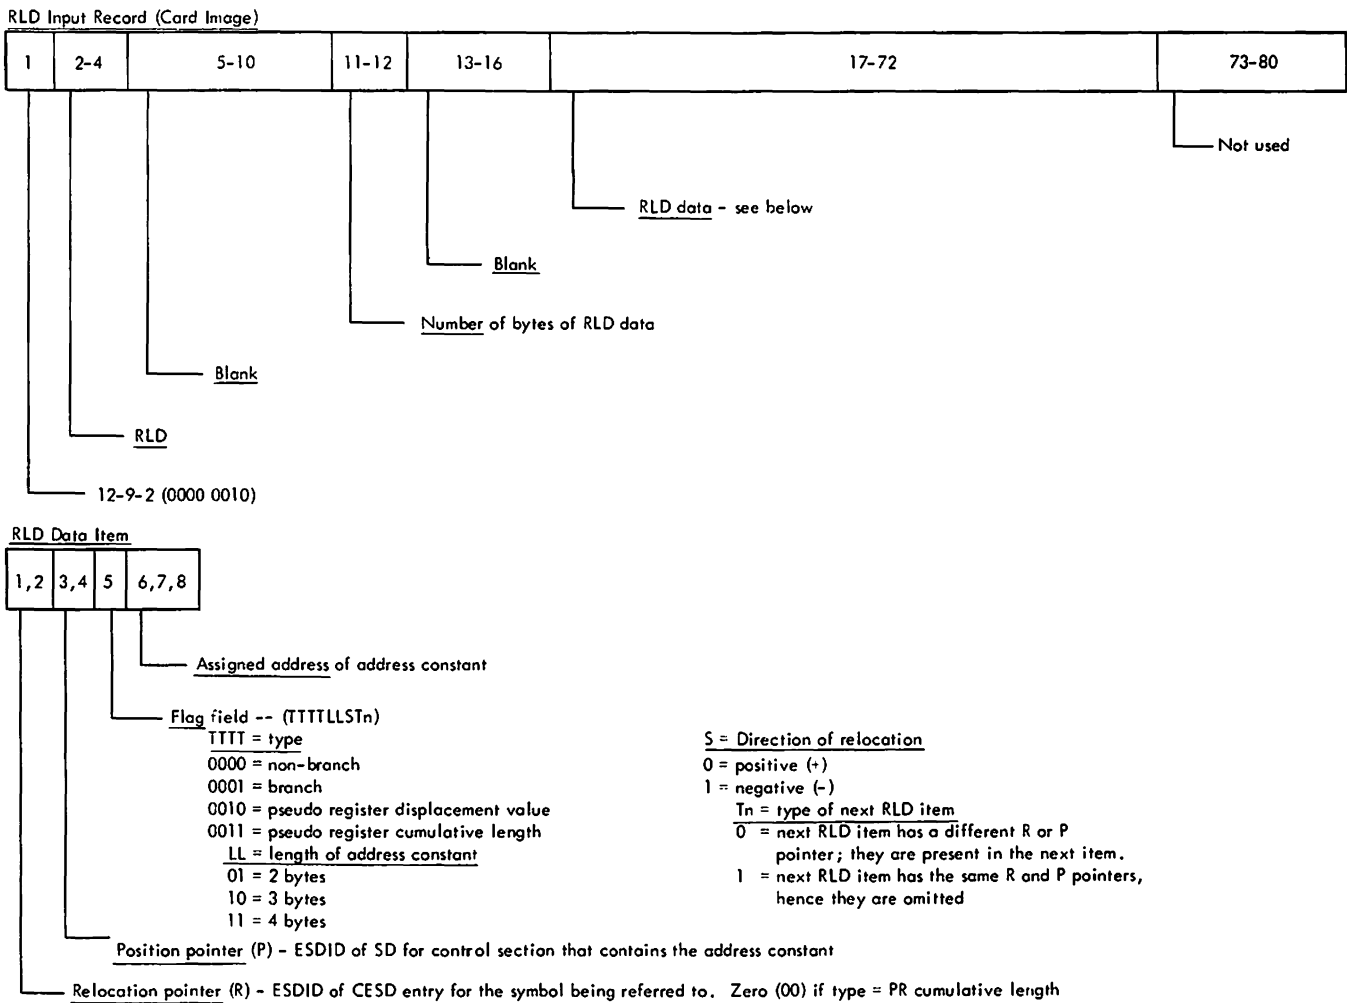 RLD Input Record (Card Image)
1 2-4 5-10 11-12 13-16 17-72 73-80
Not used
RLD data - see below
Blank
Number of bytes of RLD data
Blank
RLD
12-9-2 (0000 0010)
RLD Data Item
1,2 3,4 5 6,7,8
Assigned address of address constant
Flag field -- (TTTTLLSTn)
TTTT = type
0000 = non-branch
0001 = branch
0010 = pseudo register displacement value
0011 = pseudo register cumulative length
LL = length of address constant
01 = 2 bytes
10 = 3 bytes
11 = 4 bytes
S = Direction of relocation
0 = positive (+)
1 = negative (-)
Tn = type of next RLD item
0 = next RLD item has a different R or P
pointer; they are present in the next item.
1 = next RLD item has the same R and P pointers,
hence they are omitted
Position pointer (P) - ESDID of SD for control section that contains the address constant
Relocation pointer (R) - ESDID of CESD entry for the symbol being referred to. Zero (00) if type = PR cumulative length